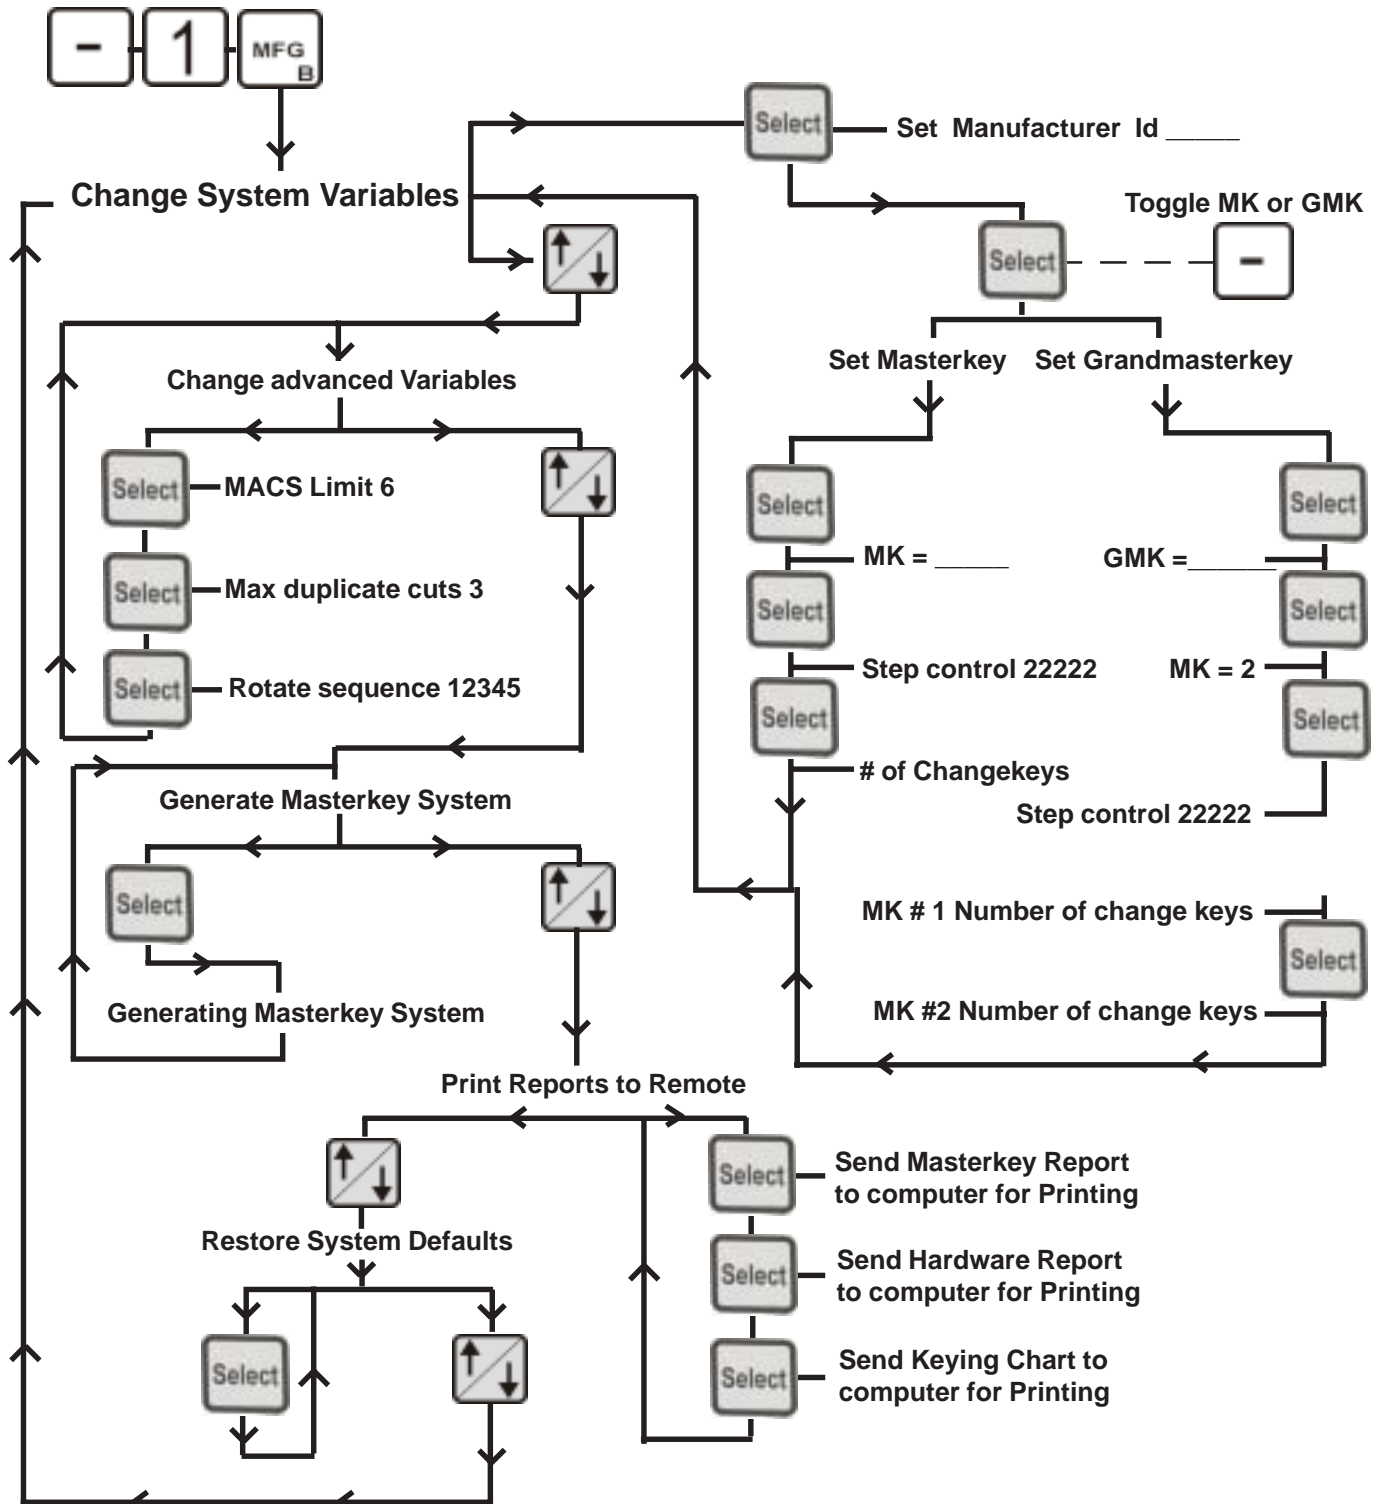 - 1 MFG B
Select
Set Manufacturer Id _____
Change System Variables
Toggle MK or GMK
Select
-
Set Masterkey
Set Grandmasterkey
Change advanced Variables
Select
MACS Limit 6
Select
Max duplicate cuts 3
Select
Rotate sequence 12345
Select
MK = _____
Select
Step control 22222
Select
# of Changekeys
Select
GMK =______
Select
MK = 2
Select
Step control 22222
MK # 1 Number of change keys
Select
MK #2 Number of change keys
Generate Masterkey System
Select
Generating Masterkey System
Print Reports to Remote
Select
Send Masterkey Report
to computer for Printing
Select
Send Hardware Report
to computer for Printing
Select
Send Keying Chart to
computer for Printing
Restore System Defaults
Select